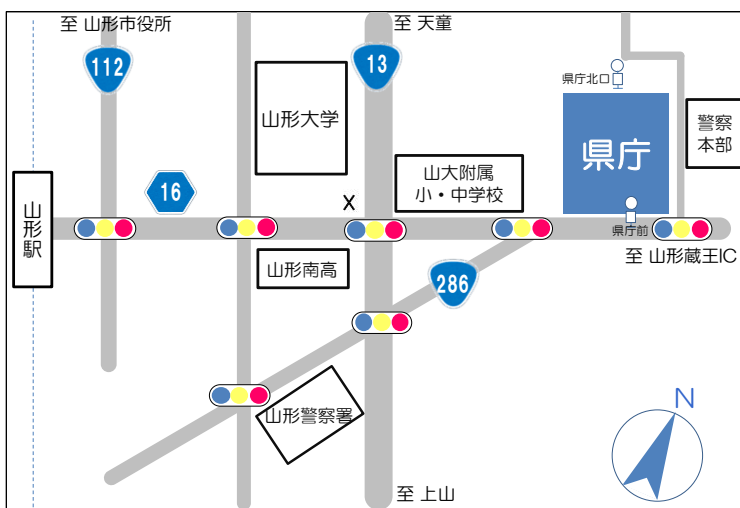 至 山形市役所
至 天童
112
13
県庁北口
山形大学
警察
本部
県庁
山大附属
小・中学校
16
X
山形駅
県庁前
山形南高
至 山形蔵王IC
286
山形警察署
N
至 上山